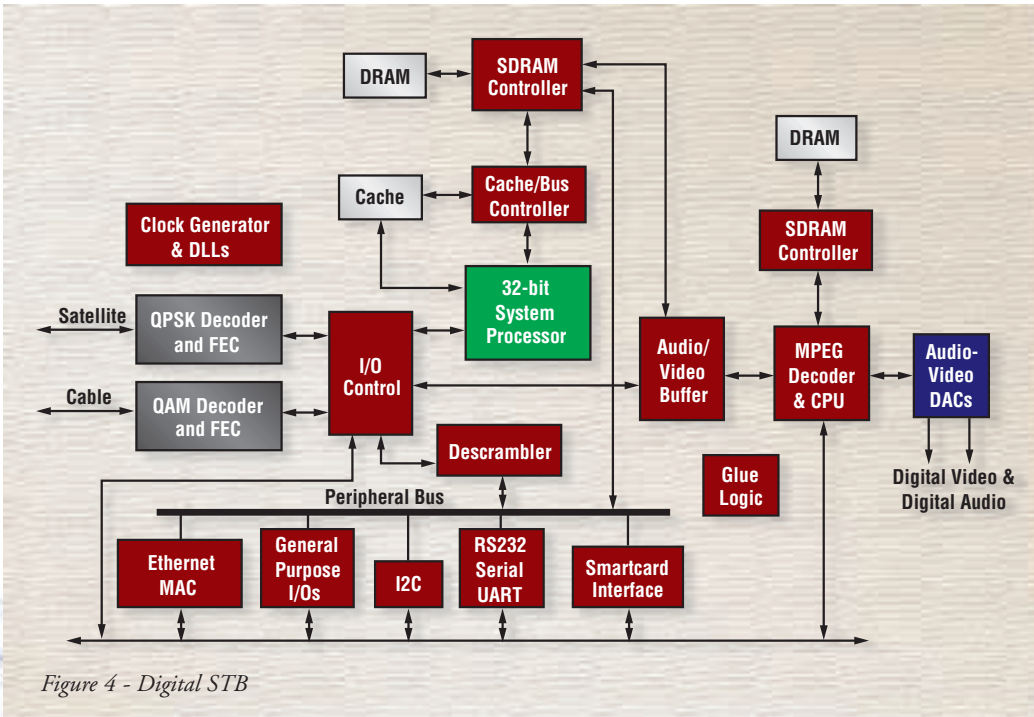 DRAM
SDRAM
Controller
DRAM
Cache
Cache/Bus
Controller
Clock Generator
& DLLs
SDRAM
Controller
32-bit
System
Processor
Satellite
QPSK Decoder
and FEC
I/O
Control
Audio/
Video
Buffer
MPEG
Decoder
& CPU
Audio-
Video
DACs
Cable
QAM Decoder
and FEC
Descrambler
Glue
Logic
Digital Video &
Digital Audio
Peripheral Bus
Ethernet
MAC
General
Purpose
I/Os
I2C
RS232
Serial
UART
Smartcard
Interface
Figure 4 - Digital STB